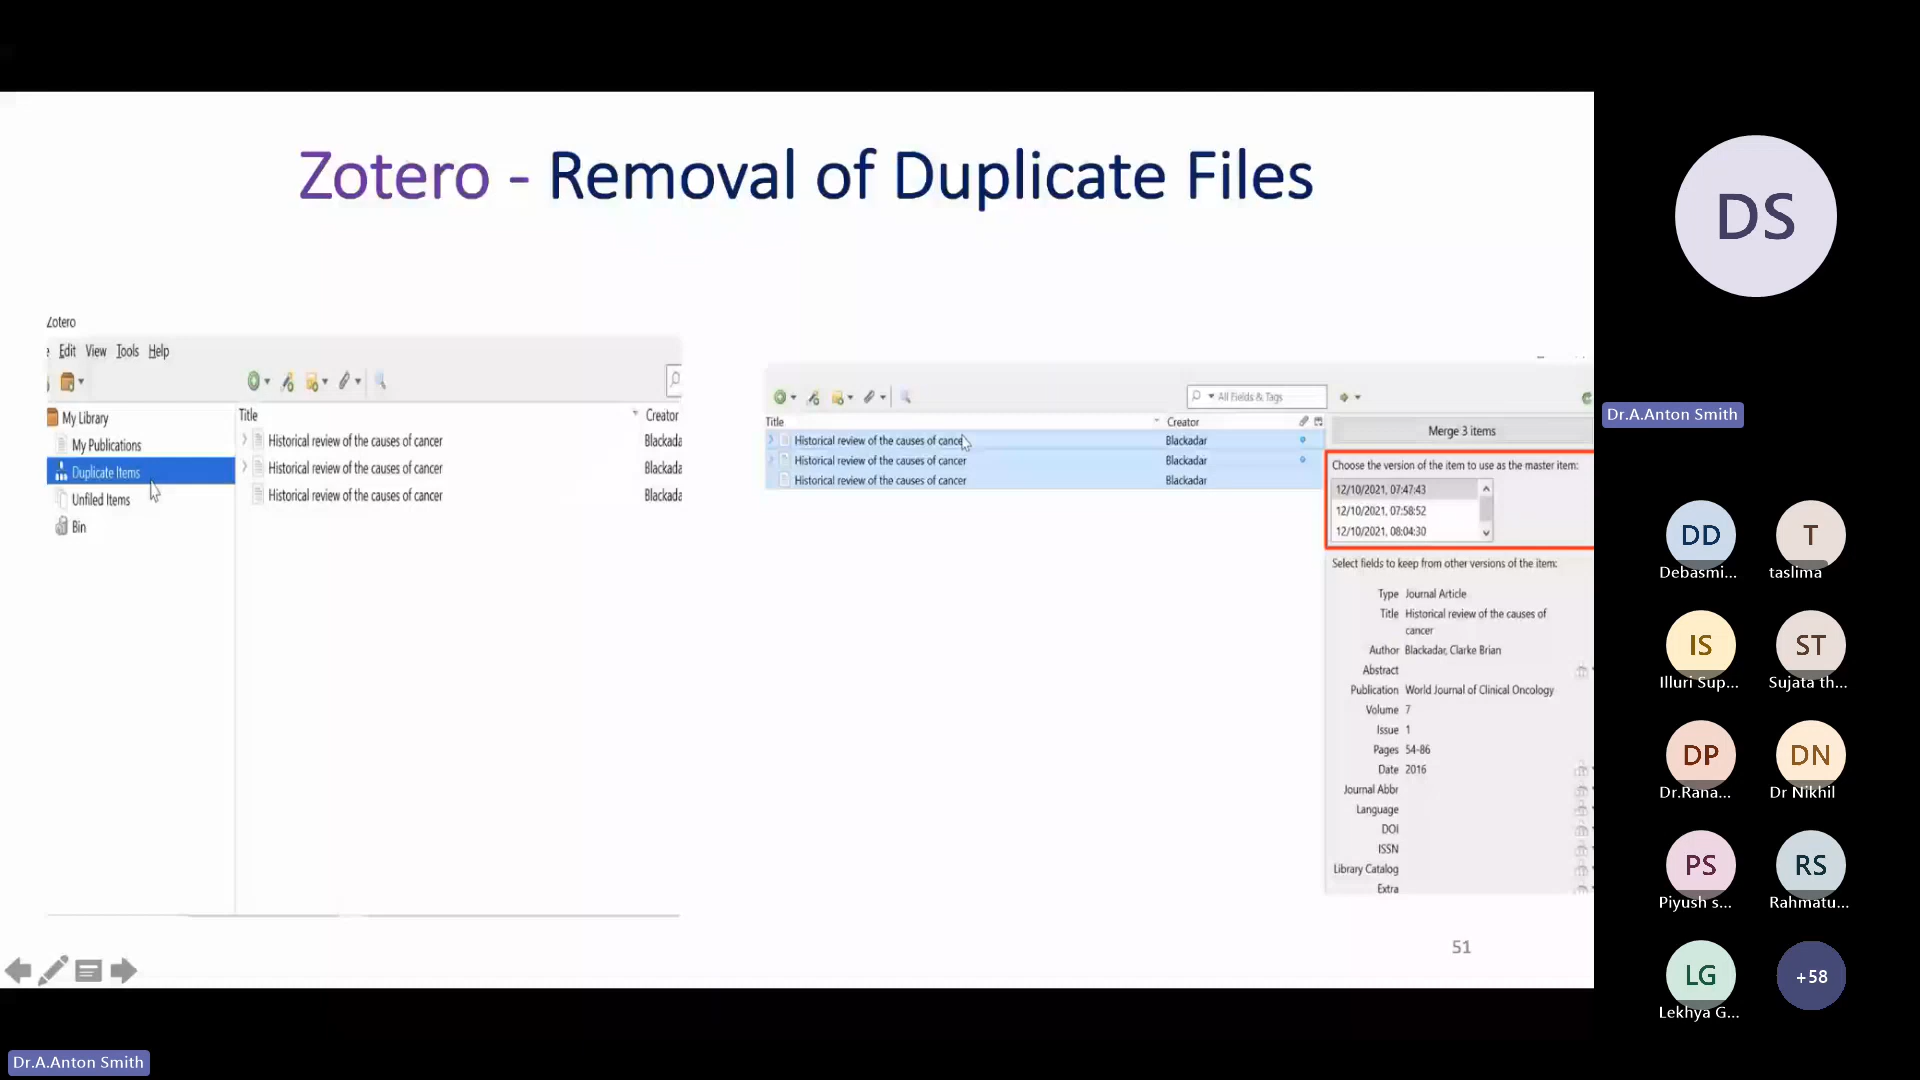 Zotero - Removal of Duplicate Files
Zotero
Edit View Tools Help
My Library
My Publications
Duplicate Items
Unfiled Items
Bin
Title Creator
Historical review of the causes of cancer Blackada
Historical review of the causes of cancer Blackada
Historical review of the causes of cancer Blackada
All Fields & Tags
Title Creator
Historical review of the causes of cance Blackadar
Historical review of the causes of cancer Blackadar
Historical review of the causes of cancer Blackadar
Merge 3 items
Choose the version of the item to use as the master item:
12/10/2021, 07:47:43
12/10/2021, 07:58:52
12/10/2021, 08:04:30
Select fields to keep from other versions of the item:
Type Journal Article
Title Historical review of the causes of
cancer
Author Blackadar, Clarke Brian
Abstract
Publication World Journal of Clinical Oncology
Volume 7
Issue 1
Pages 54-86
Date 2016
Journal Abbr
Language
DOI
ISSN
Library Catalog
Extra
51
Dr.A.Anton Smith
DS
Dr.A.Anton Smith
DD T
Debasmi... taslima
IS ST
Illuri Sup... Sujata th...
DP DN
Dr.Rana... Dr Nikhil
PS RS
Piyush s... Rahmatu...
LG +58
Lekhya G...